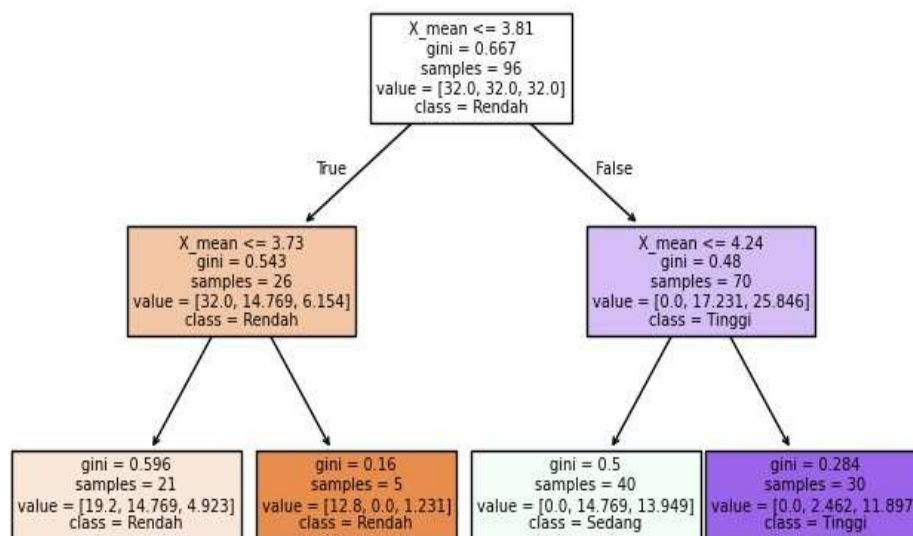 X_mean <= 3.81
gini = 0.667
samples = 96
value = [32.0, 32.0, 32.0]
class = Rendah
True
False
X_mean <= 3.73
gini = 0.543
samples = 26
value = [32.0, 14.769, 6.154]
class = Rendah
X_mean <= 4.24
gini = 0.48
samples = 70
value = [0.0, 17.231, 25.846]
class = Tinggi
gini = 0.596
samples = 21
value = [19.2, 14.769, 4.923]
class = Rendah
gini = 0.16
samples = 5
value = [12.8, 0.0, 1.231]
class = Rendah
gini = 0.5
samples = 40
value = [0.0, 14.769, 13.949]
class = Sedang
gini = 0.284
samples = 30
value = [0.0, 2.462, 11.897
class = Tinggi